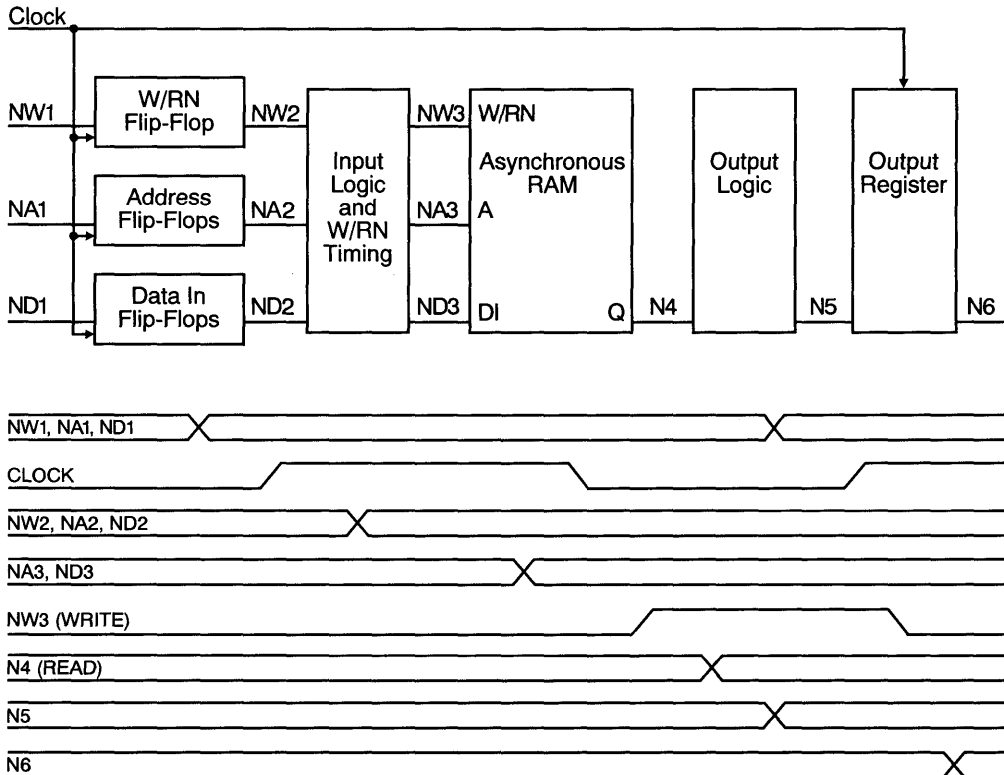 Clock
NW1
W/RN
Flip-Flop
NW2
NW3
W/RN
NA1
Address
Flip-Flops
NA2
Input
Logic
and
W/RN
Timing
NA3
Asynchronous
RAM
A
Output
Logic
Output
Register
ND1
Data In
Flip-Flops
ND2
ND3
DI
Q
N4
N5
N6
NW1, NA1, ND1
CLOCK
NW2, NA2, ND2
NA3, ND3
NW3 (WRITE)
N4 (READ)
N5
N6